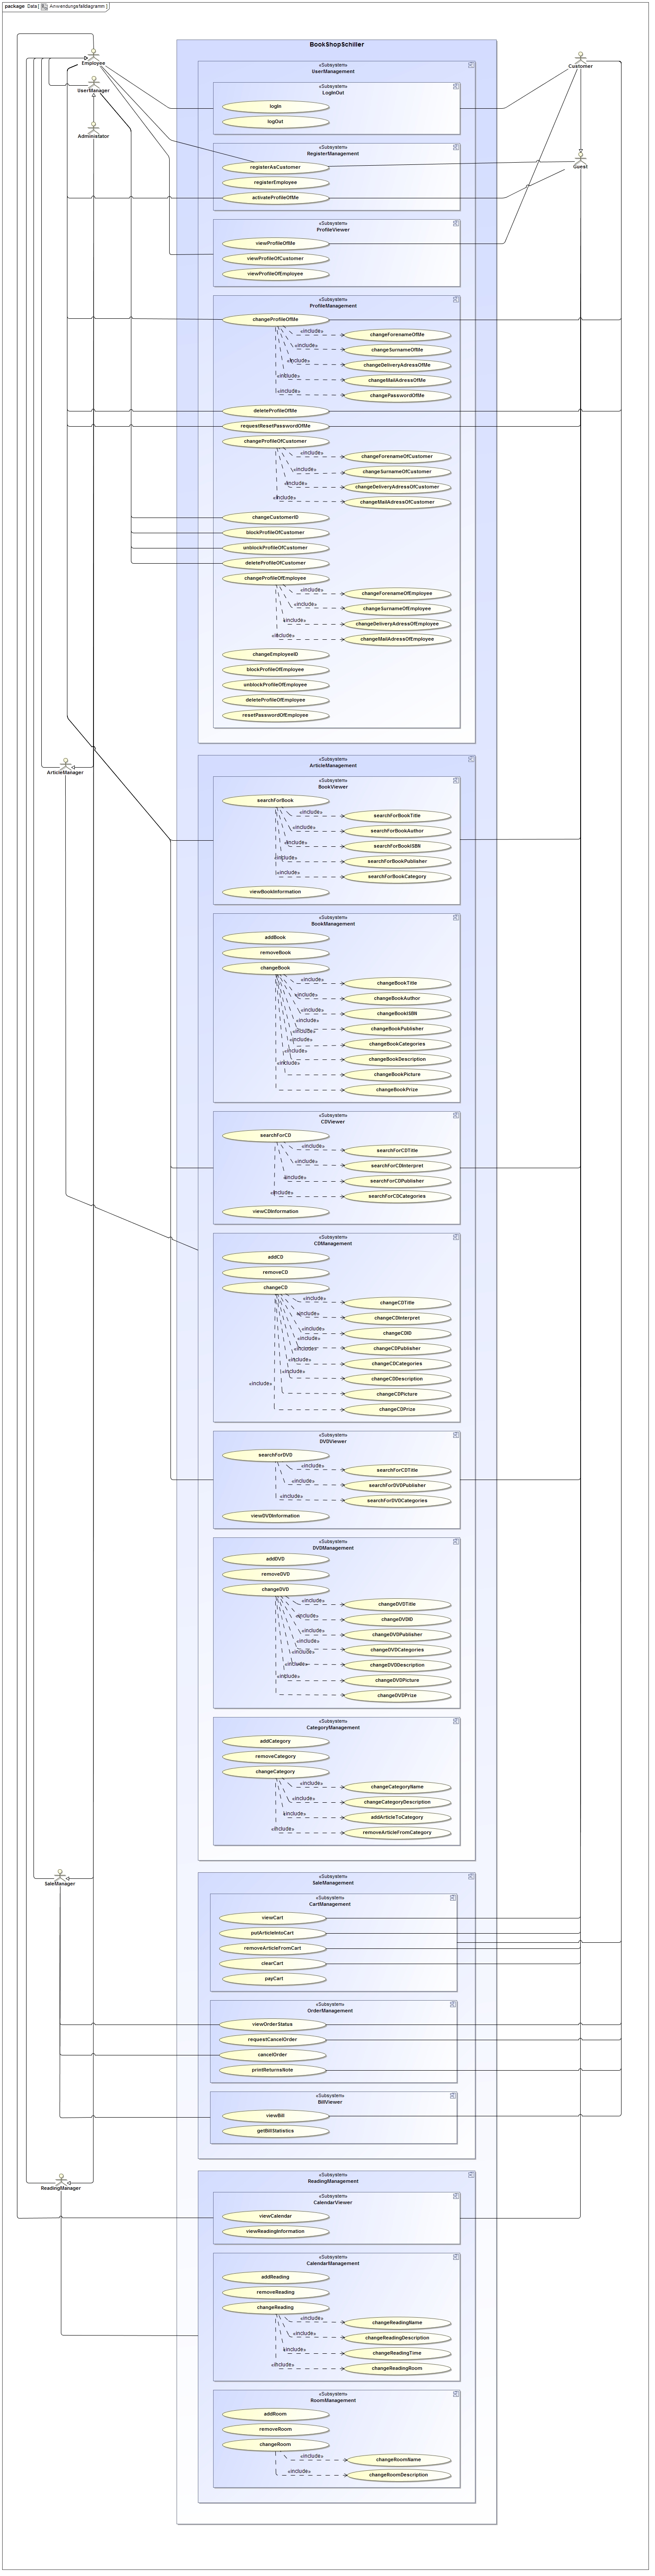 package Data [ Anwendungsfalldiagramm ]
BookShopSchiller
Employee
UserManager
Administator
Customer
Guest
«Subsystem»
UserManagement
«Subsystem»
LogInOut
logIn
logOut
«Subsystem»
RegisterManagement
registerAsCustomer
registerEmployee
activateProfileOfMe
«Subsystem»
ProfileViewer
viewProfileOfMe
viewProfileOfCustomer
viewProfileOfEmployee
«Subsystem»
ProfileManagement
changeProfileOfMe
«include» changeForenameOfMe
«include» changeSurnameOfMe
«include» changeDeliveryAdressOfMe
«include» changeMailAdressOfMe
«include» changePasswordOfMe
deleteProfileOfMe
requestResetPasswordOfMe
changeProfileOfCustomer
«include» changeForenameOfCustomer
«include» changeSurnameOfCustomer
«include» changeDeliveryAdressOfCustomer
«include» changeMailAdressOfCustomer
changeCustomerID
blockProfileOfCustomer
unblockProfileOfCustomer
deleteProfileOfCustomer
changeProfileOfEmployee
«include» changeForenameOfEmployee
«include» changeSurnameOfEmployee
«include» changeDeliveryAdressOfEmployee
«include» changeMailAdressOfEmployee
changeEmployeeID
blockProfileOfEmployee
unblockProfileOfEmployee
deleteProfileOfEmployee
resetPasswordOfEmployee
ArticleManager
«Subsystem»
ArticleManagement
«Subsystem»
BookViewer
searchForBook
«include» searchForBookTitle
«include» searchForBookAuthor
«include» searchForBookISBN
«include» searchForBookPublisher
«include» searchForBookCategory
viewBookInformation
«Subsystem»
BookManagement
addBook
removeBook
changeBook
«include» changeBookTitle
«include» changeBookAuthor
«include» changeBookISBN
«include» changeBookPublisher
«include» changeBookCategories
«include» changeBookDescription
«include» changeBookPicture
«include» changeBookPrize
«Subsystem»
CDViewer
searchForCD
«include» searchForCDTitle
«include» searchForCDInterpret
«include» searchForCDPublisher
«include» searchForCDCategories
viewCDInformation
«Subsystem»
CDManagement
addCD
removeCD
changeCD
«include» changeCDTitle
«include» changeCDInterpret
«include» changeCDID
«include» changeCDPublisher
«includes» changeCDCategories
«include» changeCDDescription
«include» changeCDPicture
«include» changeCDPrize
«Subsystem»
DVDViewer
searchForDVD
«include» searchForCDTitle
«include» searchForDVDPublisher
«include» searchForDVDCategories
viewDVDInformation
«Subsystem»
DVDManagement
addDVD
removeDVD
changeDVD
«include» changeDVDTitle
«include» changeDVDID
«include» changeDVDPublisher
«include» changeDVDCategories
«include» changeDVDDescription
«include» changeDVDPicture
«include» changeDVDPrize
«Subsystem»
CategoryManagement
addCategory
removeCategory
changeCategory
«include» changeCategoryName
«include» changeCategoryDescription
«include» addArticleToCategory
«include» removeArticleFromCategory
SaleManager
«Subsystem»
SaleManagement
«Subsystem»
CartManagement
viewCart
putArticleIntoCart
removeArticleFromCart
clearCart
payCart
«Subsystem»
OrderManagement
viewOrderStatus
requestCancelOrder
cancelOrder
printReturnsNote
«Subsystem»
BillViewer
viewBill
getBillStatistics
ReadingManager
«Subsystem»
ReadingManagement
«Subsystem»
CalendarViewer
viewCalendar
viewReadingInformation
«Subsystem»
CalendarManagement
addReading
removeReading
changeReading
«include» changeReadingName
«include» changeReadingDescription
«include» changeReadingTime
«include» changeReadingRoom
«Subsystem»
RoomManagement
addRoom
removeRoom
changeRoom
«include» changeRoomName
«include» changeRoomDescription